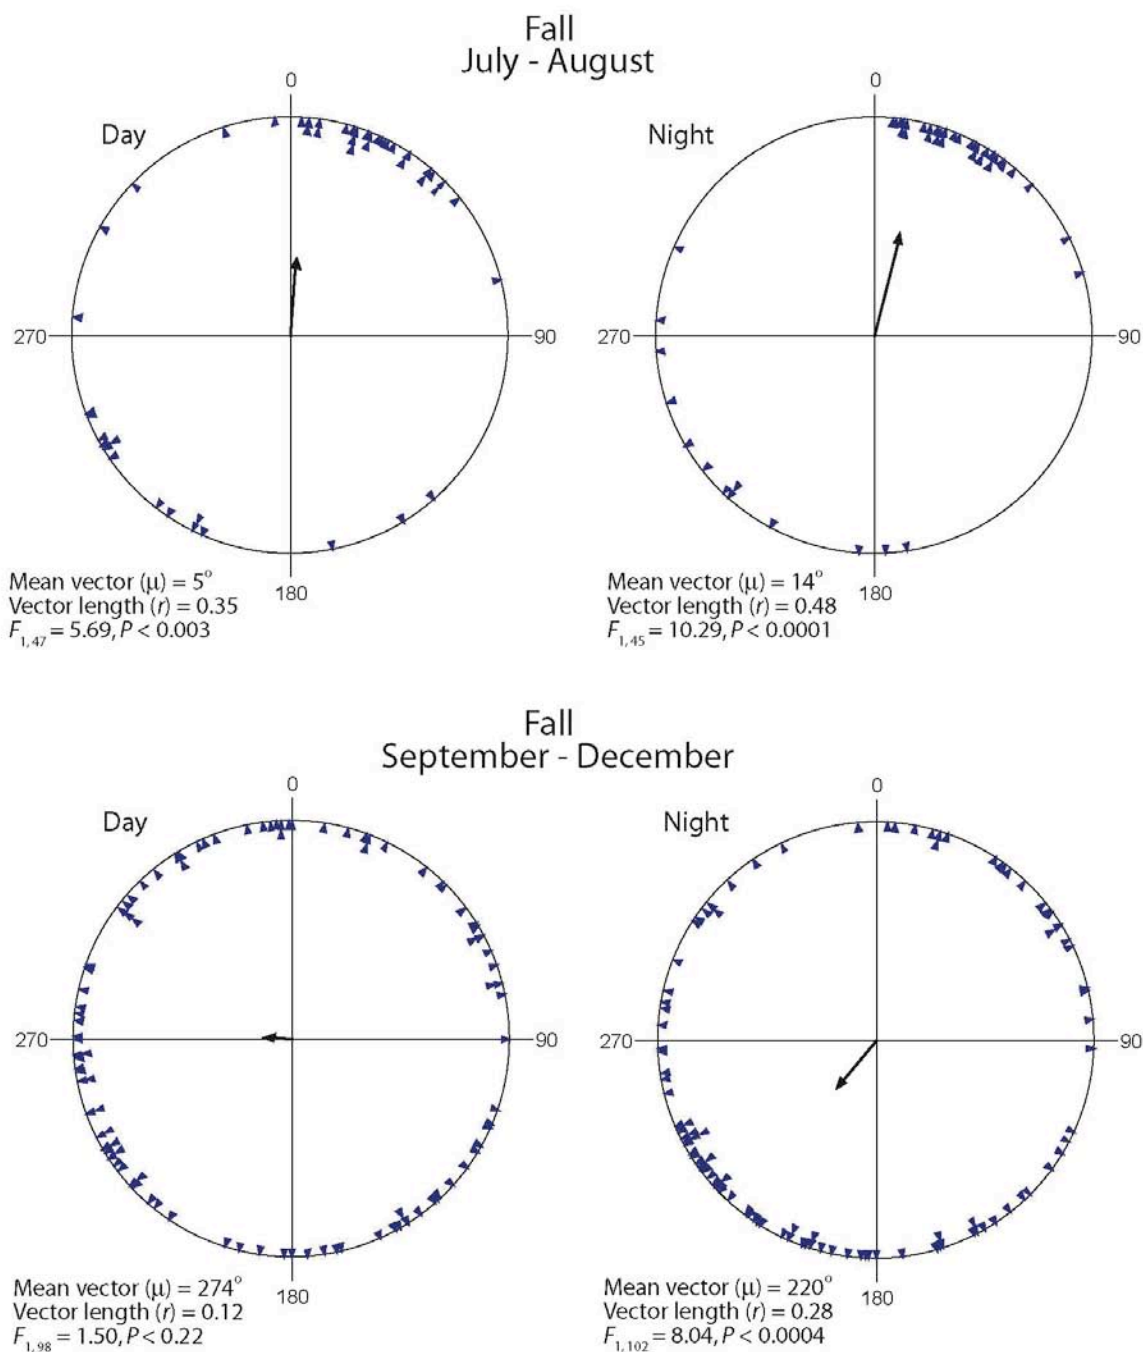 Fall
July - August
0
0
Day
Night
270
90
270
90
180
180
Mean vector (μ) = 5°
Vector length (r) = 0.35
F1,47 = 5.69, P < 0.003
Mean vector (μ) = 14°
Vector length (r) = 0.48
F1,45 = 10.29, P < 0.0001
Fall
September - December
0
0
Day
Night
270
90
270
90
180
180
Mean vector (μ) = 274°
Vector length (r) = 0.12
F1,98 = 1.50, P < 0.22
Mean vector (μ) = 220°
Vector length (r) = 0.28
F1,102 = 8.04, P < 0.0004